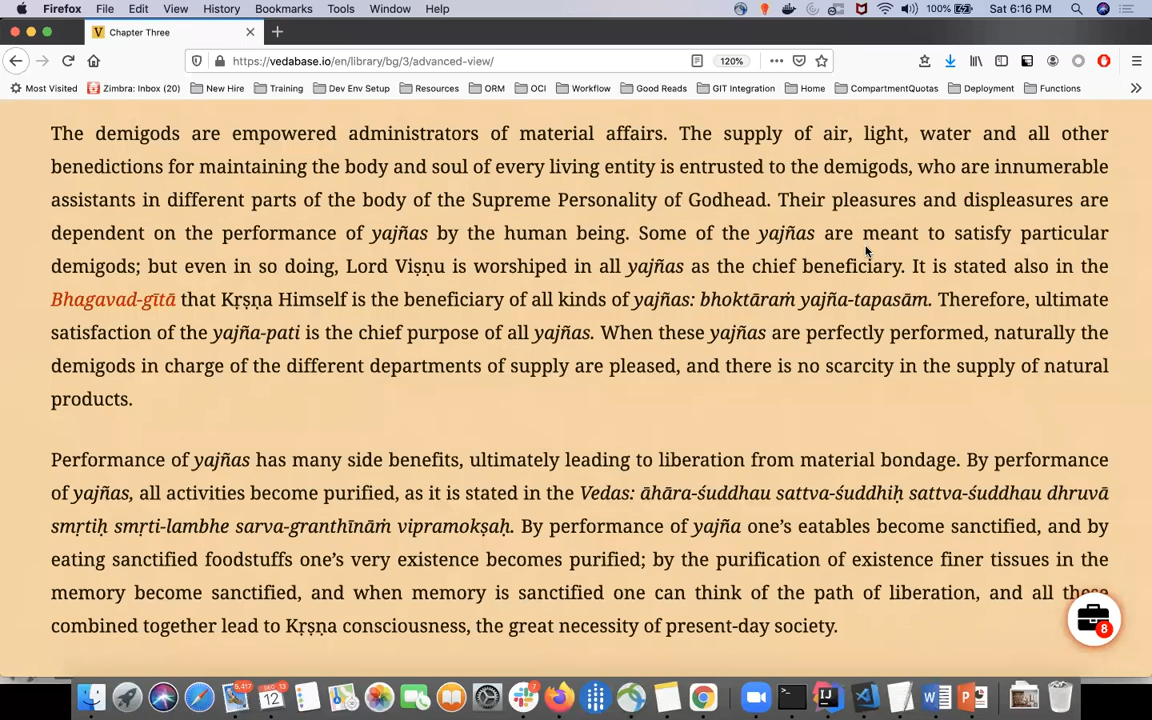 Firefox File Edit View History Bookmarks Tools Window Help 100% Sat 6:16 PM
V Chapter Three
https://vedabase.io/en/library/bg/3/advanced-view/ 120%
Most Visited Zimbra: Inbox (20) New Hire Training Dev Env Setup Resources ORM OCI Workflow Good Reads GIT Integration Home CompartmentQuotas Deployment Functions
The demigods are empowered administrators of material affairs. The supply of air, light, water and all other
benedictions for maintaining the body and soul of every living entity is entrusted to the demigods, who are innumerable
assistants in different parts of the body of the Supreme Personality of Godhead. Their pleasures and displeasures are
dependent on the performance of yajñas by the human being. Some of the yajñas are meant to satisfy particular
demigods; but even in so doing, Lord Viṣṇu is worshiped in all yajñas as the chief beneficiary. It is stated also in the
Bhagavad-gītā that Kṛṣṇa Himself is the beneficiary of all kinds of yajñas: bhoktāraṁ yajña-tapasām. Therefore, ultimate
satisfaction of the yajña-pati is the chief purpose of all yajñas. When these yajñas are perfectly performed, naturally the
demigods in charge of the different departments of supply are pleased, and there is no scarcity in the supply of natural
products.
Performance of yajñas has many side benefits, ultimately leading to liberation from material bondage. By performance
of yajñas, all activities become purified, as it is stated in the Vedas: āhāra-śuddhau sattva-śuddhiḥ sattva-śuddhau dhruvā
smṛtiḥ smṛti-lambhe sarva-granthīnāṁ vipramokṣaḥ. By performance of yajña one's eatables become sanctified, and by
eating sanctified foodstuffs one's very existence becomes purified; by the purification of existence finer tissues in the
memory become sanctified, and when memory is sanctified one can think of the path of liberation, and all these
combined together lead to Kṛṣṇa consciousness, the great necessity of present-day society.
8
5,417 DEC 12 13 7